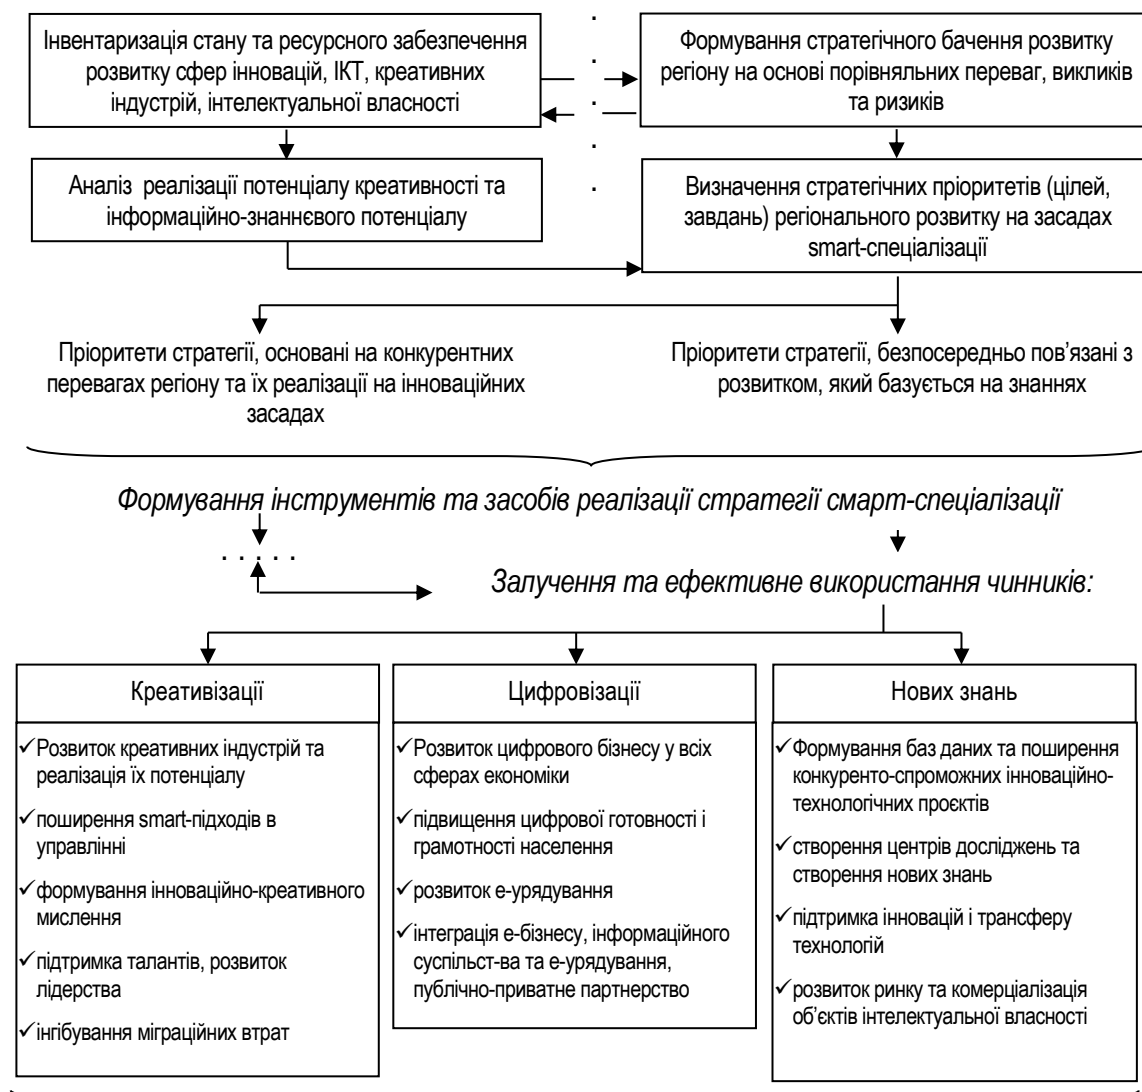 Інвентаризація стану та ресурсного забезпечення
розвитку сфер інновацій, ІКТ, креативних
індустрій, інтелектуальної власності
Формування стратегічного бачення розвитку
регіону на основі порівняльних переваг, викликів
та ризиків
Аналіз реалізації потенціалу креативності та
інформаційно-знаннєвого потенціалу
Визначення стратегічних пріоритетів (цілей,
завдань) регіонального розвитку на засадах
smart-спеціалізації
Пріоритети стратегії, основані на конкурентних
перевагах регіону та їх реалізації на інноваційних
засадах
Пріоритети стратегії, безпосередньо пов’язані з
розвитком, який базується на знаннях
Формування інструментів та засобів реалізації стратегії смарт-спеціалізації
. . . . .
Залучення та ефективне використання чинників:
Креативізації
✓Розвиток креативних індустрій та
реалізація їх потенціалу
✓поширення smart-підходів в
управлінні
✓формування інноваційно-креативного
мислення
✓підтримка талантів, розвиток
лідерства
✓інгібування міграційних втрат
Цифровізації
✓Розвиток цифрового бізнесу у всіх
сферах економіки
✓підвищення цифрової готовності і
грамотності населення
✓розвиток е-урядування
✓інтеграція е-бізнесу, інформаційного
суспільст-ва та е-урядування,
публічно-приватне партнерство
Нових знань
✓Формування баз даних та поширення
конкуренто-спроможних інноваційно-
технологічних проєктів
✓створення центрів досліджень та
створення нових знань
✓підтримка інновацій і трансферу
технологій
✓розвиток ринку та комерціалізація
об’єктів інтелектуальної власності